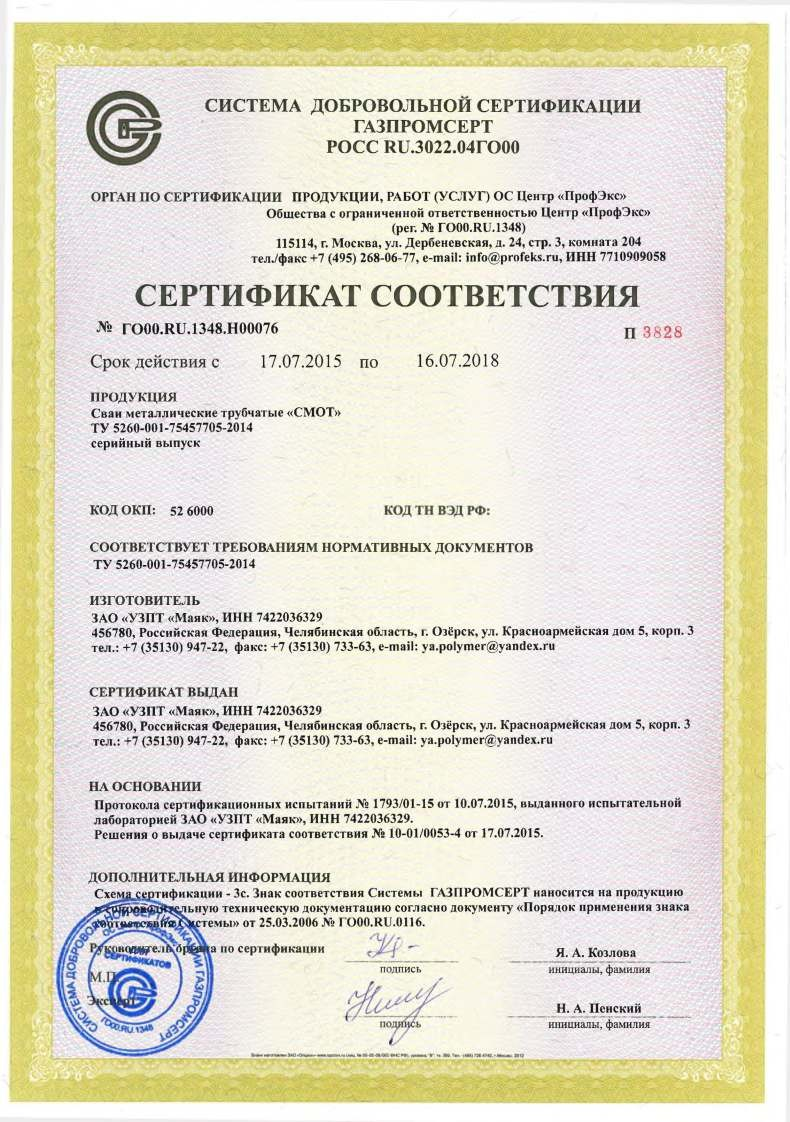 СИСТЕМА ДОБРОВОЛЬНОЙ СЕРТИФИКАЦИИ
ГАЗПРОМСЕРТ
РОСС RU.3022.04ГО00
ОРГАН ПО СЕРТИФИКАЦИИ ПРОДУКЦИИ, РАБОТ (УСЛУГ) ОС Центр «ПрофЭкс»
Общества с ограниченной ответственностью Центр «ПрофЭкс»
(рег. № ГО00.RU.1348)
115114, г. Москва, ул. Дербеневская, д. 24, стр. 3, комната 204
тел./факс +7 (495) 268-06-77, e-mail: info@profeks.ru, ИНН 7710909058
СЕРТИФИКАТ СООТВЕТСТВИЯ
№ ГО00.RU.1348.Н00076
П 3828
Срок действия с 17.07.2015 по 16.07.2018
ПРОДУКЦИЯ
Сваи металлические трубчатые «СМОТ»
ТУ 5260-001-75457705-2014
серийный выпуск
КОД ОКП: 52 6000 КОД ТН ВЭД РФ:
СООТВЕТСТВУЕТ ТРЕБОВАНИЯМ НОРМАТИВНЫХ ДОКУМЕНТОВ
ТУ 5260-001-75457705-2014
ИЗГОТОВИТЕЛЬ
ЗАО «УЗПТ «Маяк», ИНН 7422036329
456780, Российская Федерация, Челябинская область, г. Озёрск, ул. Красноармейская дом 5, корп. 3
тел.: +7 (35130) 947-22, факс: +7 (35130) 733-63, e-mail: ya.polymer@yandex.ru
СЕРТИФИКАТ ВЫДАН
ЗАО «УЗПТ «Маяк», ИНН 7422036329
456780, Российская Федерация, Челябинская область, г. Озёрск, ул. Красноармейская дом 5, корп. 3
тел.: +7 (35130) 947-22, факс: +7 (35130) 733-63, e-mail: ya.polymer@yandex.ru
НА ОСНОВАНИИ
Протокола сертификационных испытаний № 1793/01-15 от 10.07.2015, выданного испытательной
лабораторией ЗАО «УЗПТ «Маяк», ИНН 7422036329.
Решения о выдаче сертификата соответствия № 10-01/0053-4 от 17.07.2015.
ДОПОЛНИТЕЛЬНАЯ ИНФОРМАЦИЯ
Схема сертификации - 3с. Знак соответствия Системы ГАЗПРОМСЕРТ наносится на продукцию
в сопроводительную техническую документацию согласно документу «Порядок применения знака
соответствия Системы» от 25.03.2006 № ГО00.RU.0116.
Руководитель органа по сертификации
подпись
Я. А. Козлова
инициалы, фамилия
М.П.
Эксперт
подпись
Н. А. Пенский
инициалы, фамилия
СИСТЕМА ДОБРОВОЛЬНОЙ СЕРТИФИКАЦИИ ГАЗПРОМСЕРТ
СЕРТИФИКАТОВ
ГО00.RU.1348